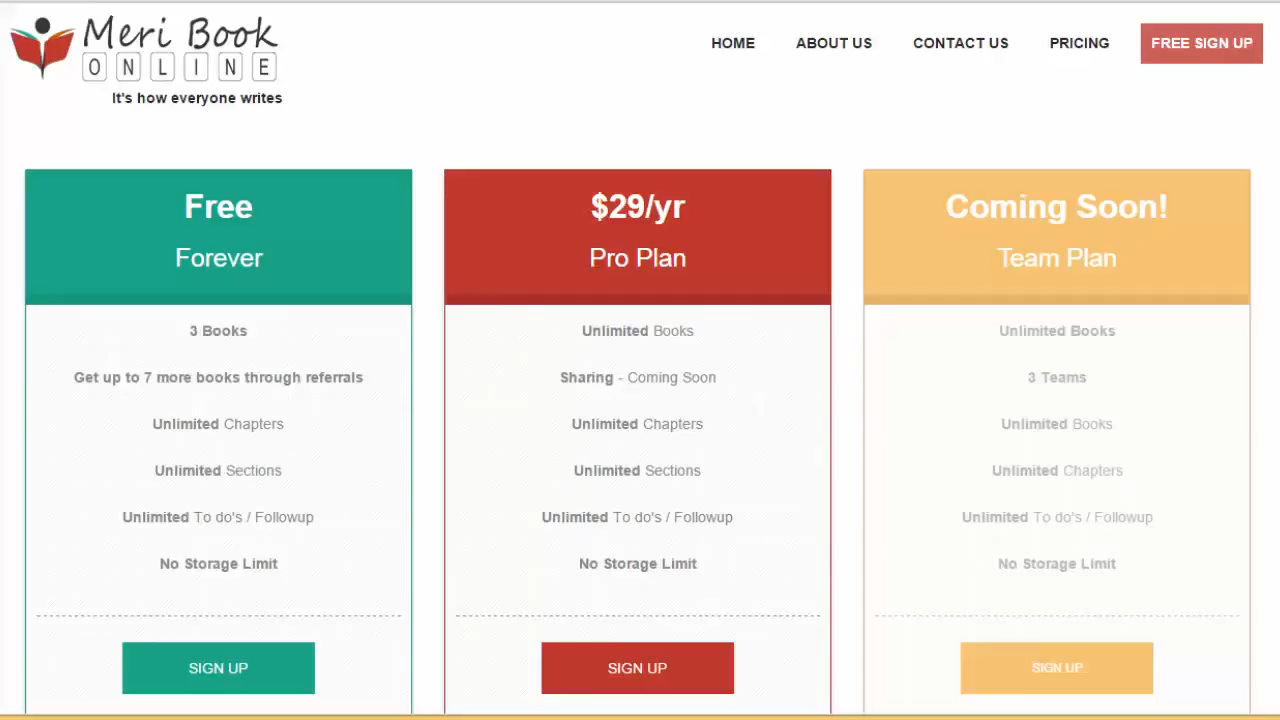 Meri Book
ONLINE
It's how everyone writes
HOME
ABOUT US
CONTACT US
PRICING
FREE SIGN UP
Free
Forever
3 Books
Get up to 7 more books through referrals
Unlimited Chapters
Unlimited Sections
Unlimited To do's / Followup
No Storage Limit
SIGN UP
$29/yr
Pro Plan
Unlimited Books
Sharing - Coming Soon
Unlimited Chapters
Unlimited Sections
Unlimited To do's / Followup
No Storage Limit
SIGN UP
Coming Soon!
Team Plan
Unlimited Books
3 Teams
Unlimited Books
Unlimited Chapters
Unlimited To do's / Followup
No Storage Limit
SIGN UP